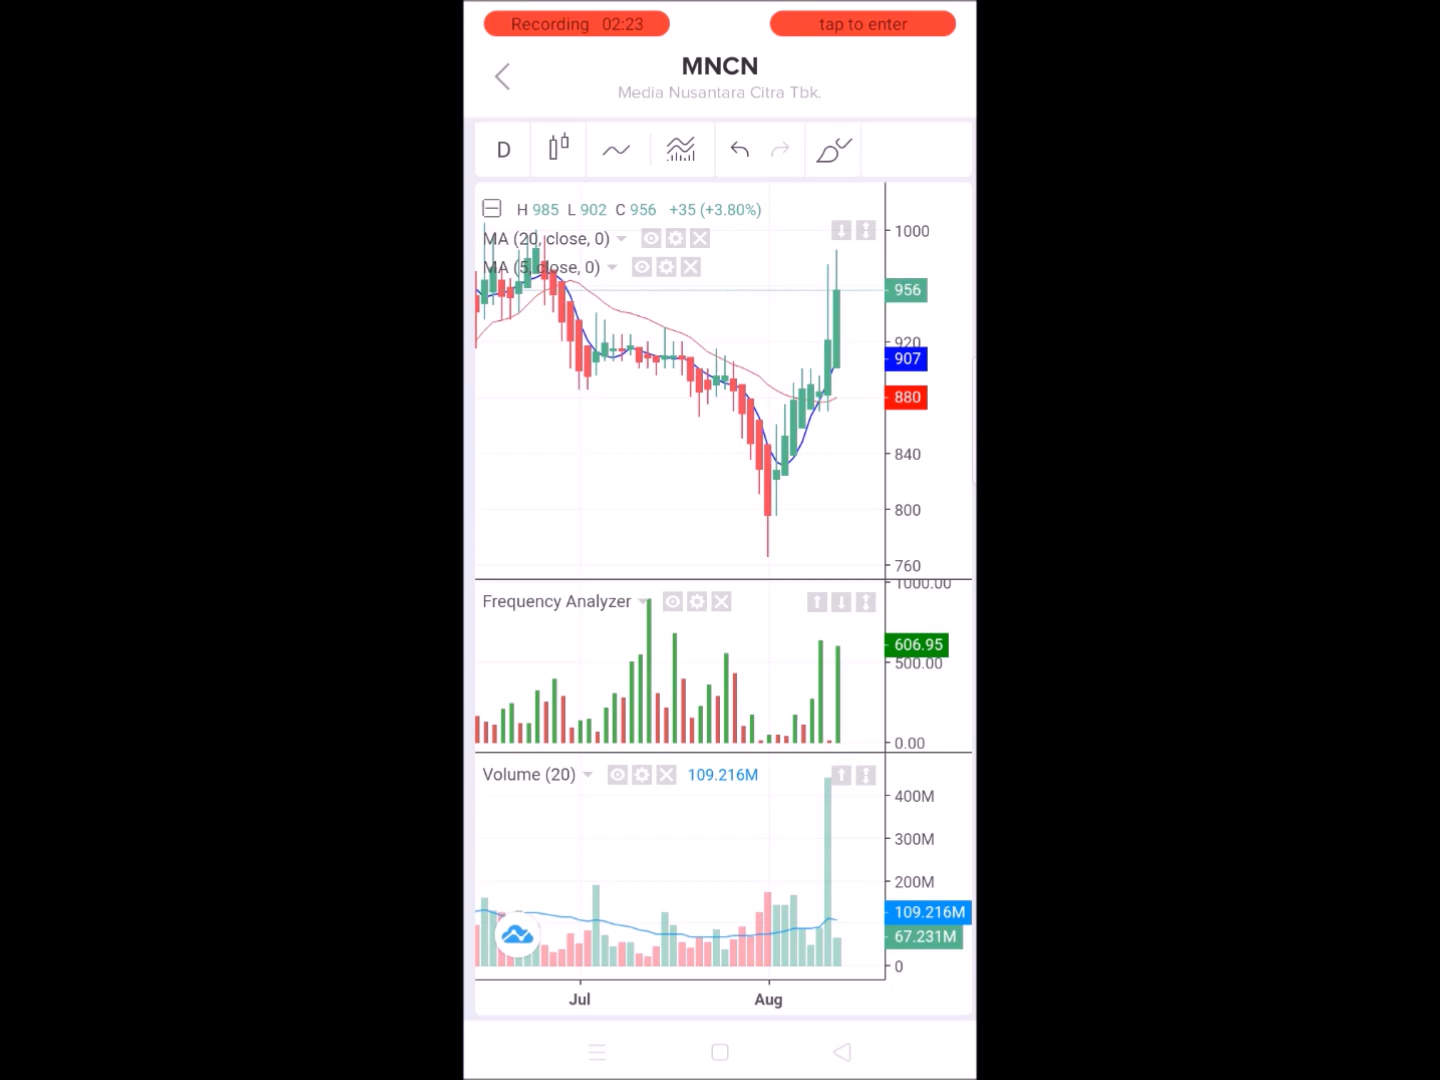 Recording 02:23
tap to enter
MNCN
Media Nusantara Citra Tbk.
D
H 985 L 902 C 956 +35 (+3.80%)
MA (20, close, 0)
MA (5, close, 0)
1000
956
920
907
880
840
800
760
Frequency Analyzer
1000.00
606.95
500.00
0.00
Volume (20) 109.216M
400M
300M
200M
109.216M
67.231M
0
Jul Aug